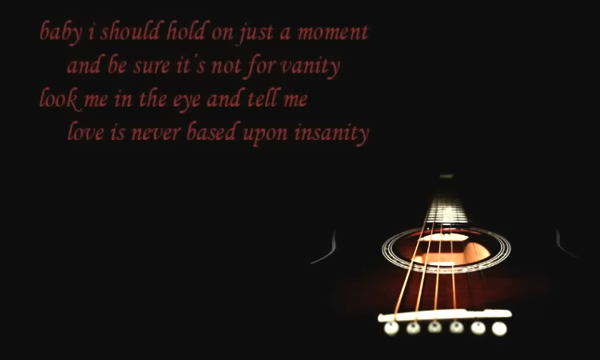 baby i should hold on just a moment
and be sure it's not for vanity
look me in the eye and tell me
love is never based upon insanity